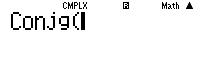 CMPLX R Math ▲
Conjg(